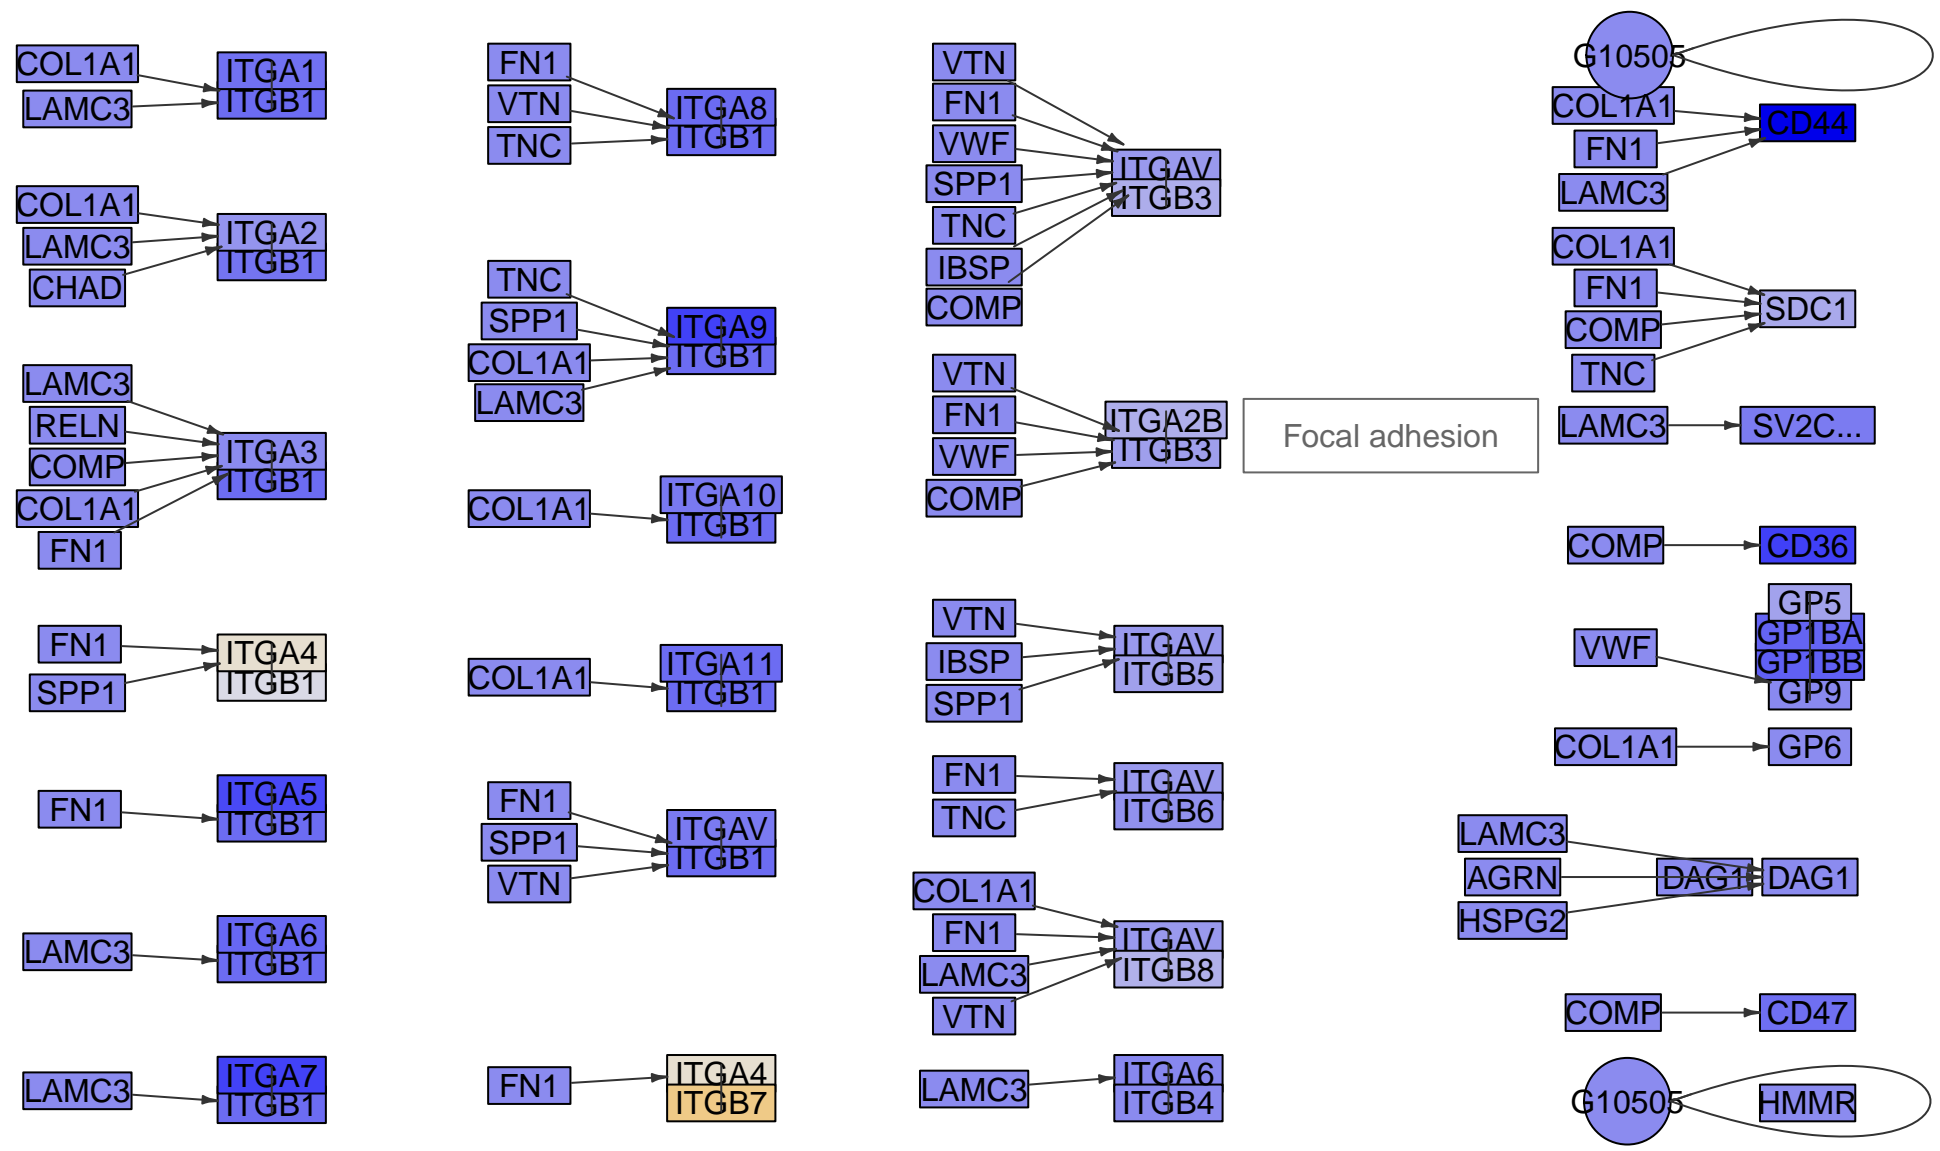 COL1A1
LAMC3
ITGA1
ITGB1
COL1A1
LAMC3
CHAD
ITGA2
ITGB1
LAMC3
RELN
COMP
COL1A1
FN1
ITGA3
ITGB1
FN1
SPP1
ITGA4
ITGB1
FN1
ITGA5
ITGB1
LAMC3
ITGA6
ITGB1
LAMC3
ITGA7
ITGB1
FN1
VTN
TNC
ITGA8
ITGB1
TNC
SPP1
COL1A1
LAMC3
ITGA9
ITGB1
COL1A1
ITGA10
ITGB1
COL1A1
ITGA11
ITGB1
FN1
SPP1
VTN
ITGAV
ITGB1
FN1
ITGA4
ITGB7
VTN
FN1
VWF
SPP1
TNC
IBSP
COMP
ITGAV
ITGB3
VTN
FN1
VWF
COMP
ITGA2B
ITGB3
Focal adhesion
VTN
IBSP
SPP1
ITGAV
ITGB5
FN1
TNC
ITGAV
ITGB6
COL1A1
FN1
LAMC3
VTN
ITGAV
ITGB8
LAMC3
ITGA6
ITGB4
G10505
COL1A1
FN1
LAMC3
CD44
COL1A1
FN1
COMP
TNC
SDC1
LAMC3
SV2C...
COMP
CD36
VWF
GP5
GP1BA
GP1BB
GP9
COL1A1
GP6
LAMC3
AGRN
HSPG2
DAG1
DAG1
COMP
CD47
G10505
HMMR